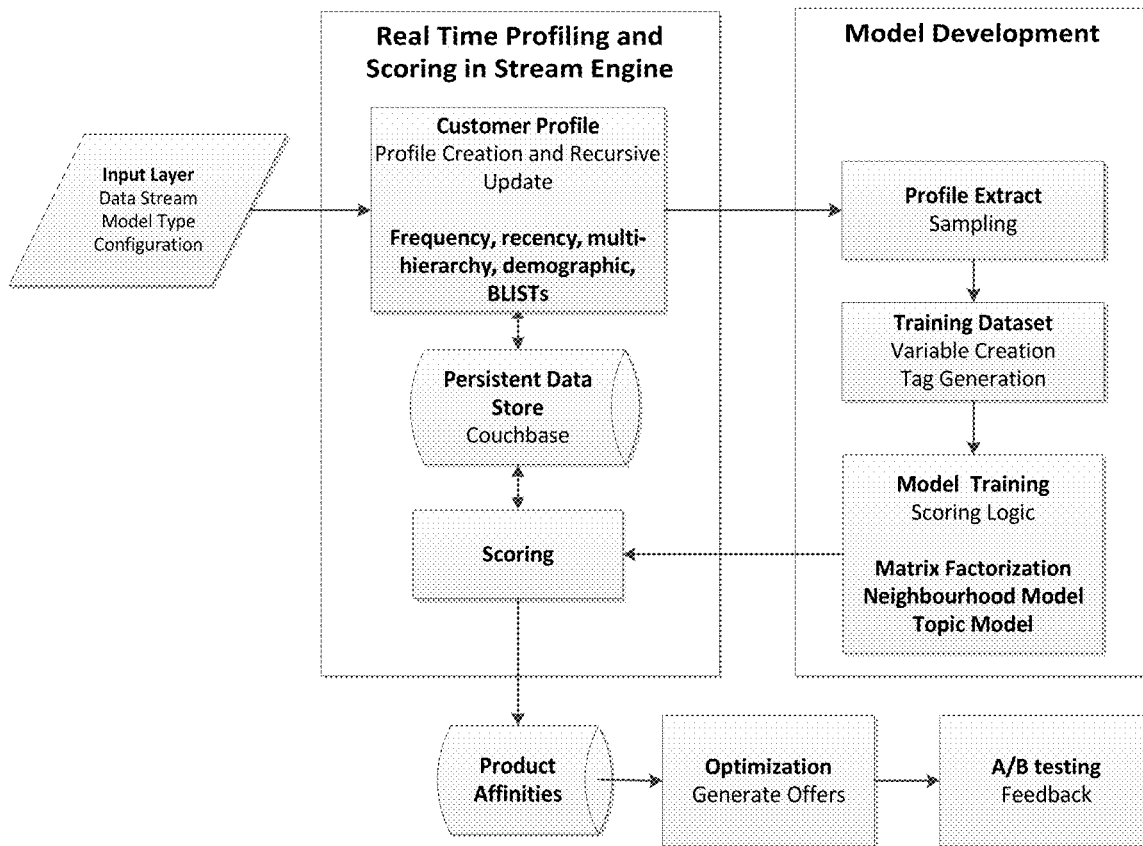 Real Time Profiling and
Scoring in Stream Engine
Model Development
Input Layer
Data Stream
Model Type
Configuration
Customer Profile
Profile Creation and Recursive
Update
Frequency, recency, multi-
hierarchy, demographic,
BLISTs
Persistent Data
Store
Couchbase
Scoring
Profile Extract
Sampling
Training Dataset
Variable Creation
Tag Generation
Model Training
Scoring Logic
Matrix Factorization
Neighbourhood Model
Topic Model
Product
Affinities
Optimization
Generate Offers
A/B testing
Feedback